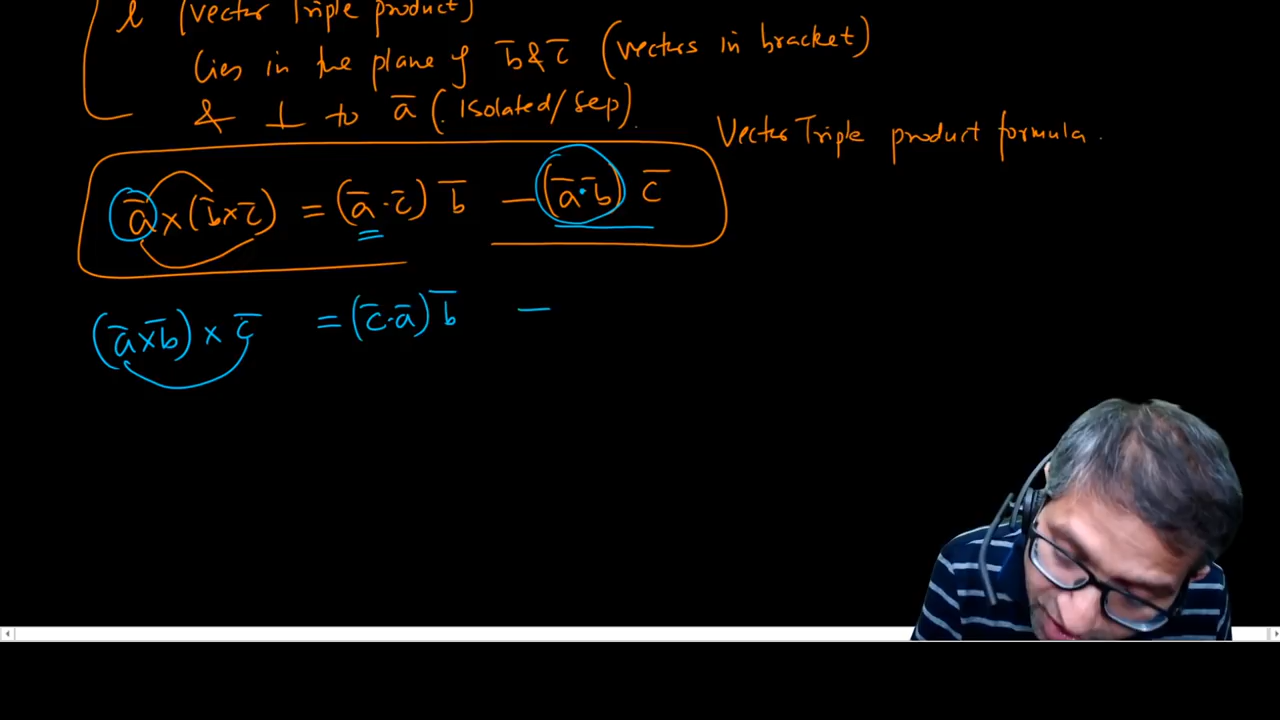 l (vector Triple product)
lies in the plane of b̅ & c̅ (vectors in bracket)
& ⊥ to a̅ (Isolated/sep).
Vector Triple product formula.
a̅ × (b̅ × c̅) = (a̅ · c̅) b̅ − (a̅ · b̅) c̅
(a̅ × b̅) × c̅ = (c̅ · a̅) b̅ −